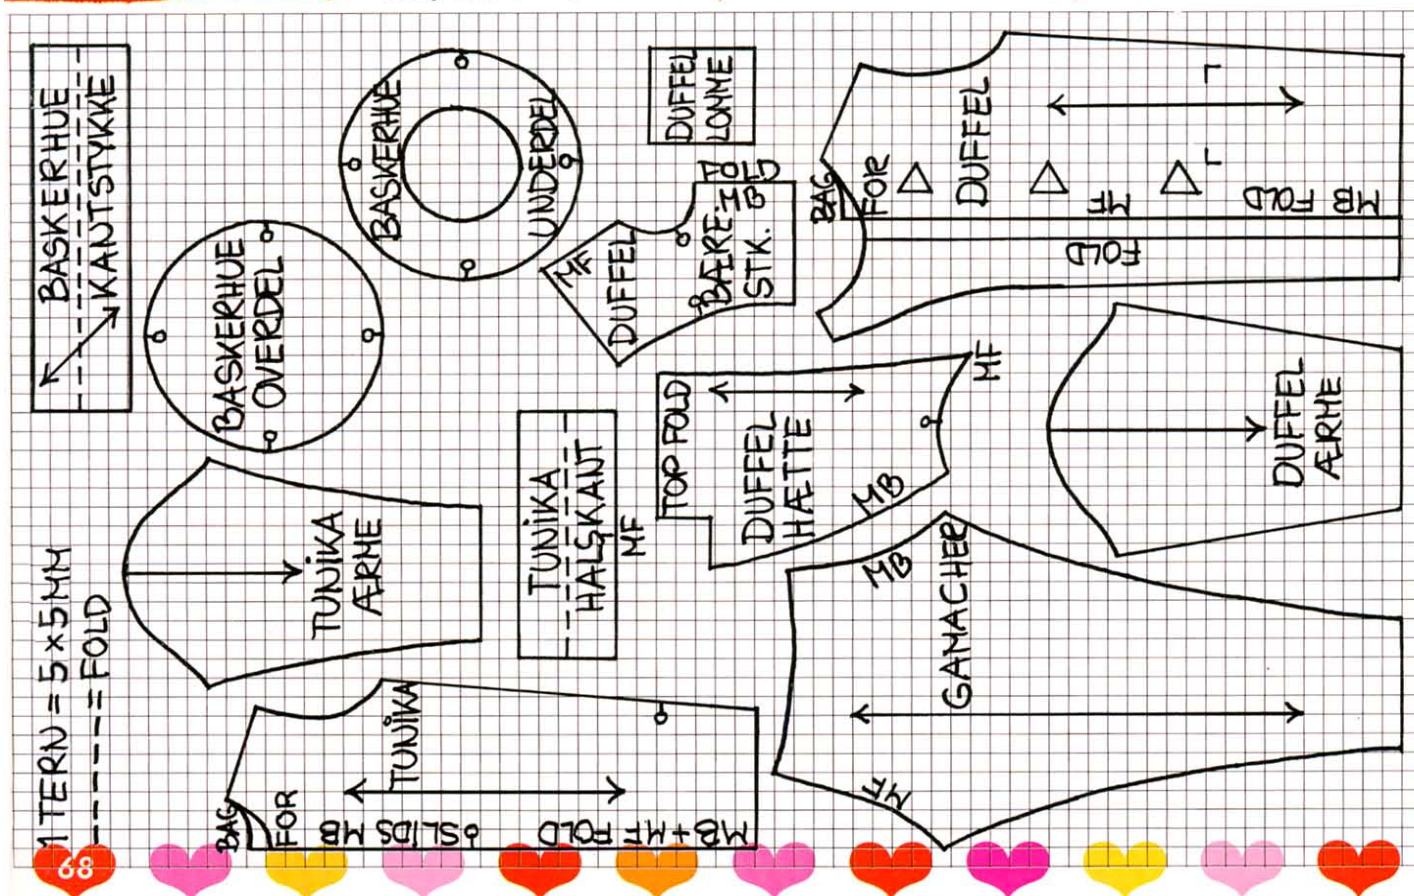 BASKERHUE
KANTSTYKKE
BASKERHUE
UNDERDEL
BASKERHUE
OVERDEL
DUFFEL
LOMME
MF
DUFFEL
BÆRE-
STK.
MB
FOLD
BAG
FOR
DUFFEL
MF
FOLD
MB
FOLD
TOP FOLD
DUFFEL
HÆTTE
MF
MB
DUFFEL
ÆRME
TUNIKA
ÆRME
TUNIKA
HALSKANT
MF
MB
GAMACHER
MF
1 TERN = 5×5MM
-----=FOLD
BAG
FOR
TUNIKA
SLIDS MB
MB+MF FOLD
68